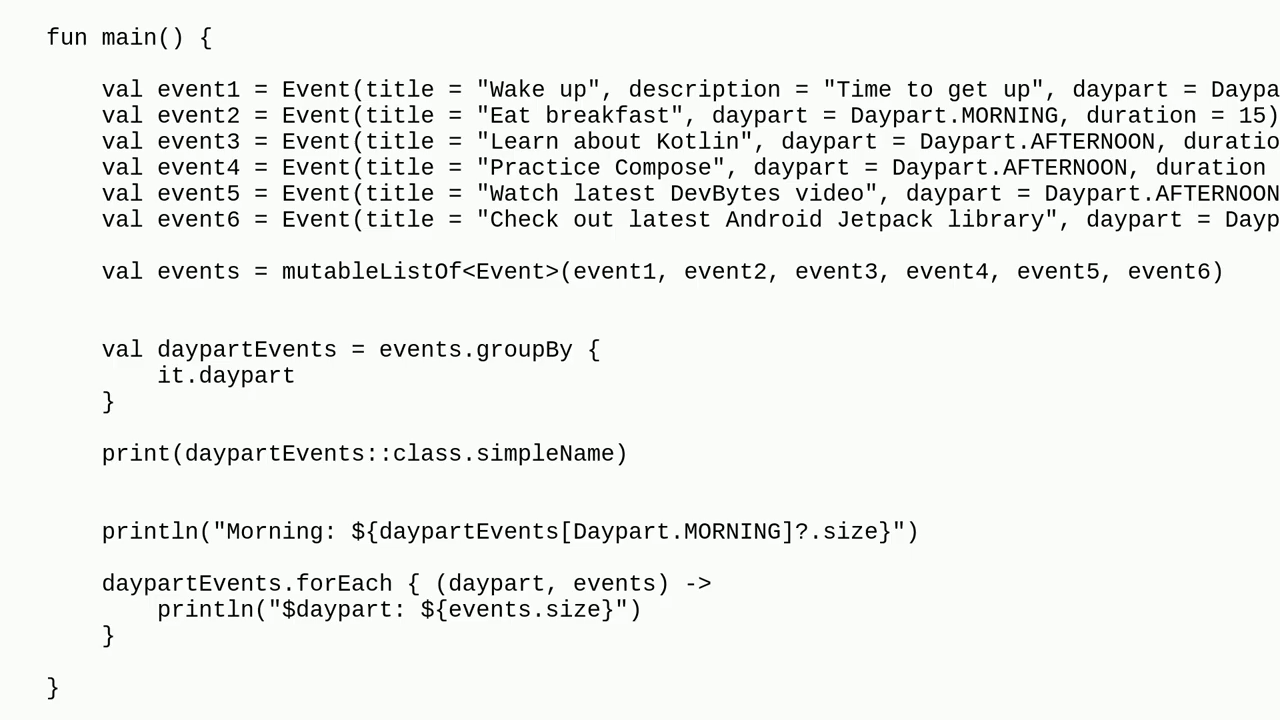 fun main() {
val event1 = Event(title = "Wake up", description = "Time to get up", daypart = Daypa
val event2 = Event(title = "Eat breakfast", daypart = Daypart.MORNING, duration = 15)
val event3 = Event(title = "Learn about Kotlin", daypart = Daypart.AFTERNOON, duratio
val event4 = Event(title = "Practice Compose", daypart = Daypart.AFTERNOON, duration
val event5 = Event(title = "Watch latest DevBytes video", daypart = Daypart.AFTERNOON
val event6 = Event(title = "Check out latest Android Jetpack library", daypart = Dayp
val events = mutableListOf<Event>(event1, event2, event3, event4, event5, event6)
val daypartEvents = events.groupBy {
it.daypart
}
print(daypartEvents::class.simpleName)
println("Morning: ${daypartEvents[Daypart.MORNING]?.size}")
daypartEvents.forEach { (daypart, events) ->
println("$daypart: ${events.size}")
}
}